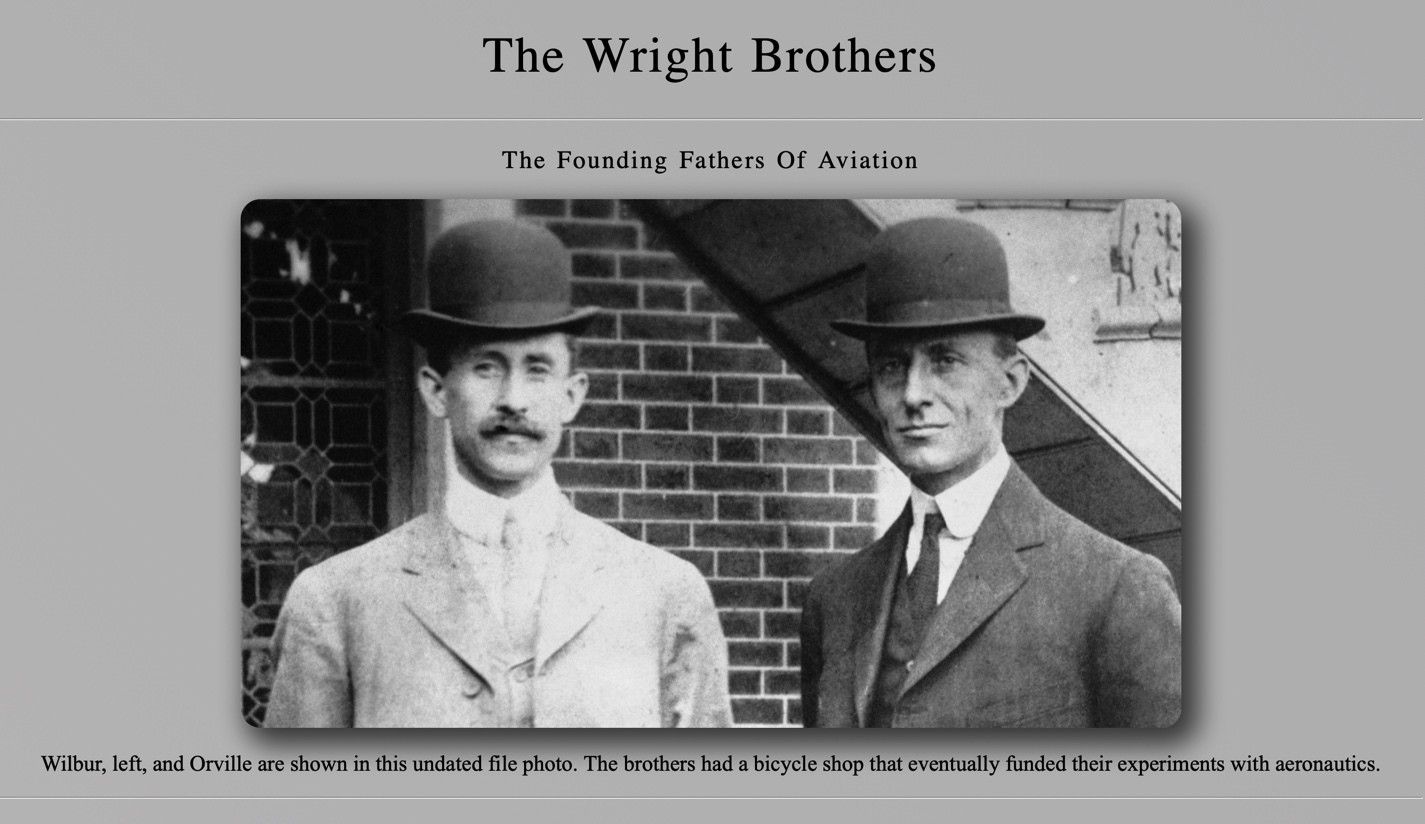 The Wright Brothers
The Founding Fathers Of Aviation
Wilbur, left, and Orville are shown in this undated file photo. The brothers had a bicycle shop that eventually funded their experiments with aeronautics.